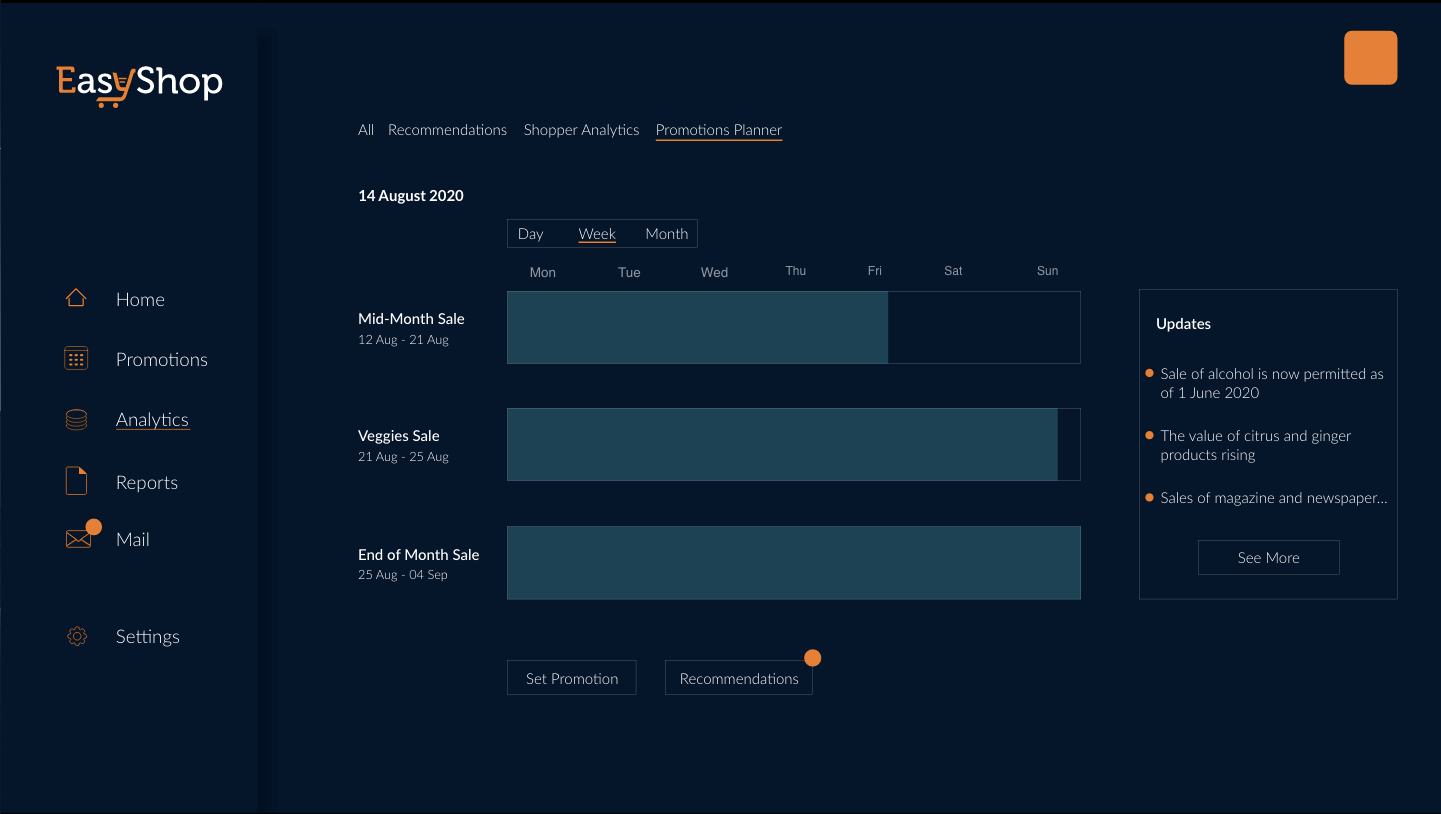 EasyShop
All Recommendations Shopper Analytics Promotions Planner
14 August 2020
Day Week Month
Mon Tue Wed Thu Fri Sat Sun
Home
Promotions
Analytics
Reports
Mail
Settings
Mid-Month Sale
12 Aug - 21 Aug
Veggies Sale
21 Aug - 25 Aug
End of Month Sale
25 Aug - 04 Sep
Set Promotion Recommendations
Updates
Sale of alcohol is now permitted as
of 1 June 2020
The value of citrus and ginger
products rising
Sales of magazine and newspaper...
See More